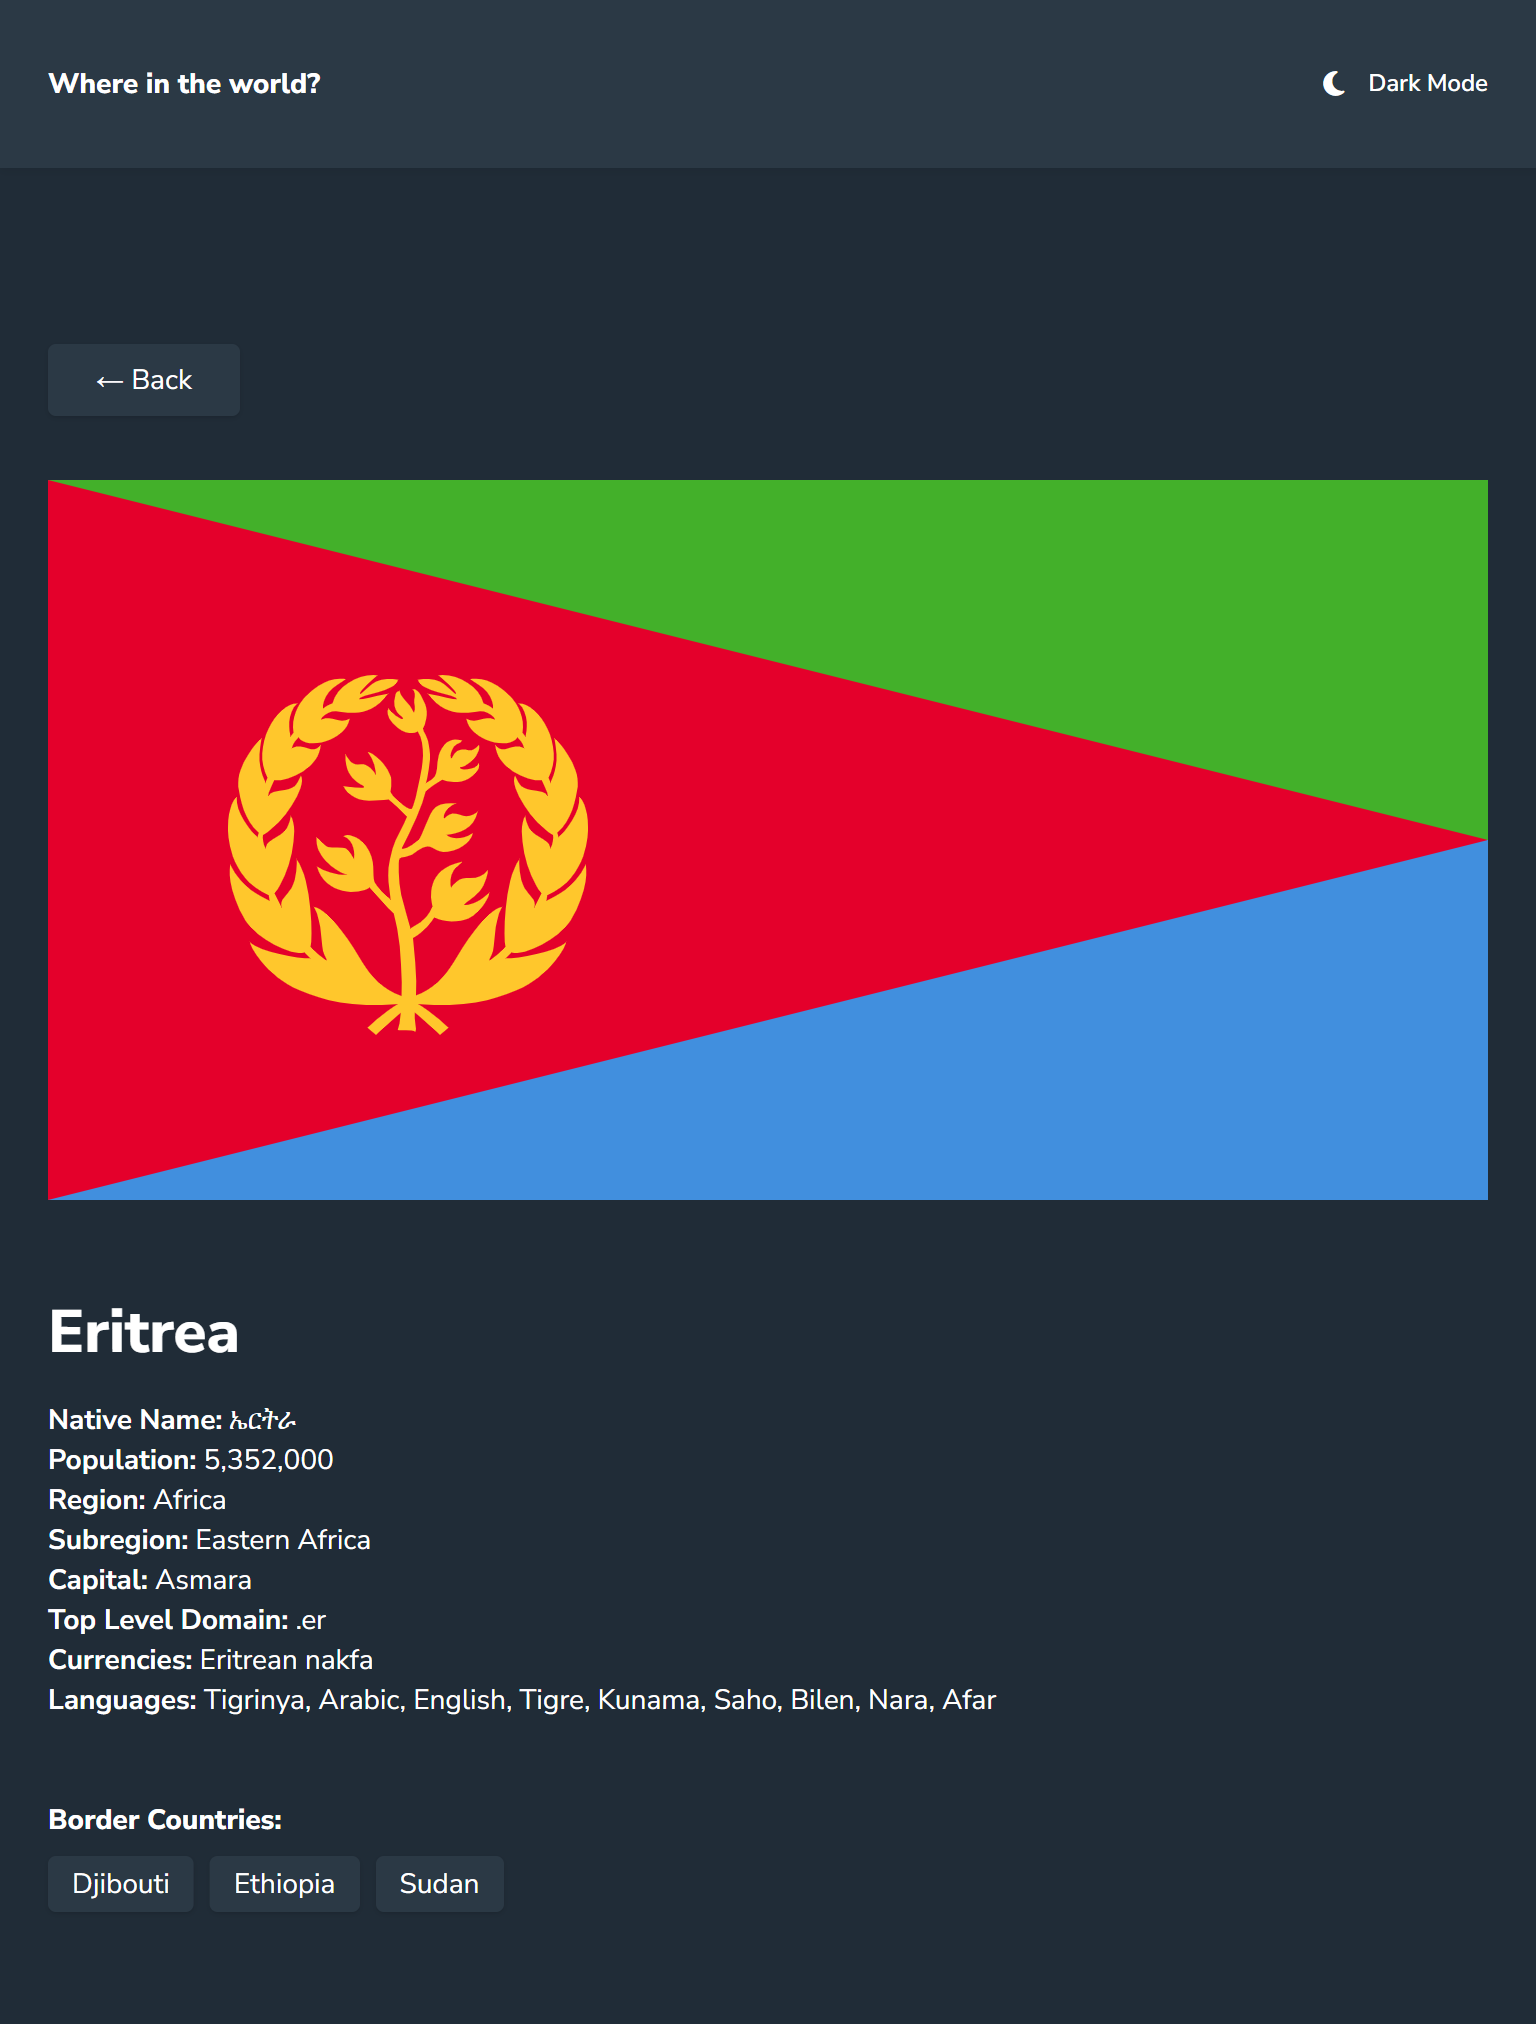 Where in the world?
Dark Mode
← Back
Eritrea
Native Name: ኤርትራ
Population: 5,352,000
Region: Africa
Subregion: Eastern Africa
Capital: Asmara
Top Level Domain: .er
Currencies: Eritrean nakfa
Languages: Tigrinya, Arabic, English, Tigre, Kunama, Saho, Bilen, Nara, Afar
Border Countries:
Djibouti Ethiopia Sudan